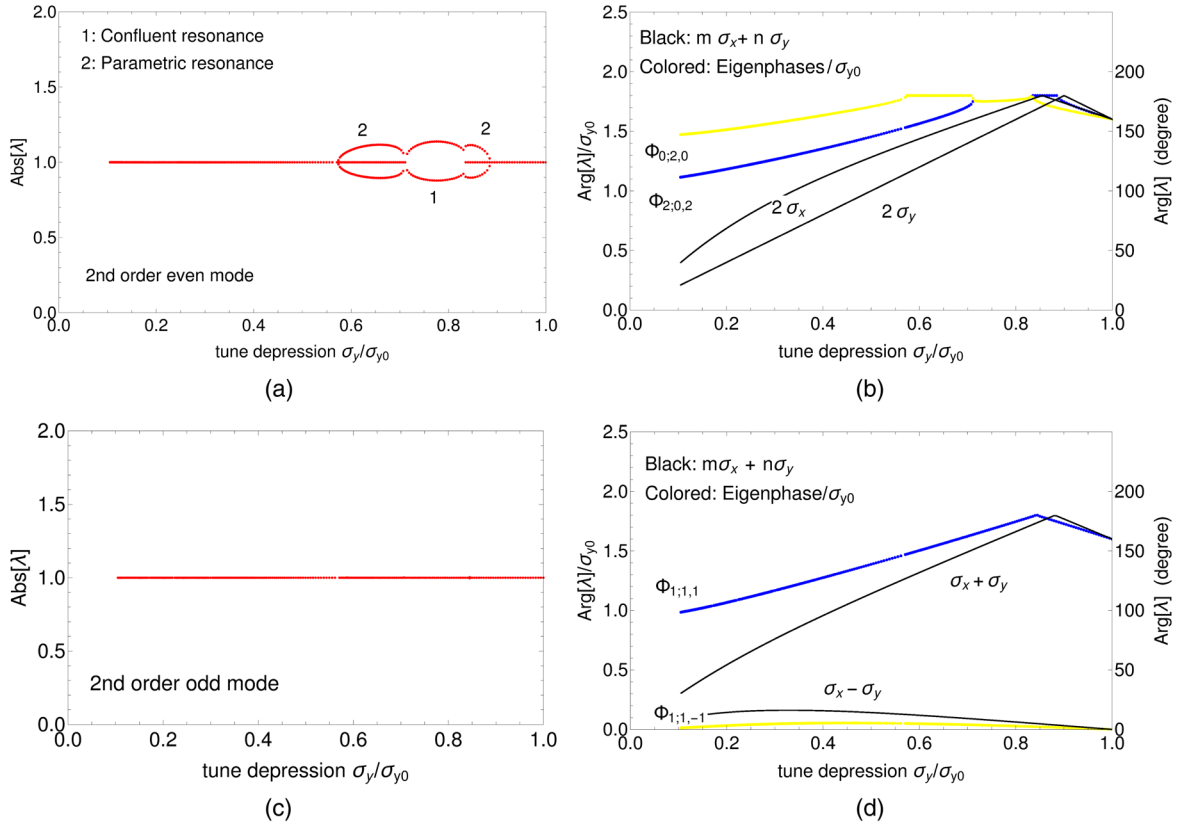 2.0
1.5
1.0
0.5
0.0
Abs[λ]
1: Confluent resonance
2: Parametric resonance
2
2
1
2nd order even mode
0.0 0.2 0.4 0.6 0.8 1.0
tune depression σy/σy0
(a)
2.5
2.0
1.5
1.0
0.5
0.0
Arg[λ]/σy0
Black: m σx+ n σy
Colored: Eigenphases/σy0
Φ0;2,0
Φ2;0,2
2 σx
2 σy
200
150
100
50
0
Arg[λ] (degree)
0.0 0.2 0.4 0.6 0.8 1.0
tune depression σy/σy0
(b)
2.0
1.5
1.0
0.5
0.0
Abs[λ]
2nd order odd mode
0.0 0.2 0.4 0.6 0.8 1.0
tune depression σy/σy0
(c)
2.5
2.0
1.5
1.0
0.5
0.0
Arg[λ]/σy0
Black: mσx + nσy
Colored: Eigenphase/σy0
Φ1;1,1
σx + σy
σx − σy
Φ1;1,-1
200
150
100
50
0
Arg[λ] (degree)
0.0 0.2 0.4 0.6 0.8 1.0
tune depression σy/σy0
(d)